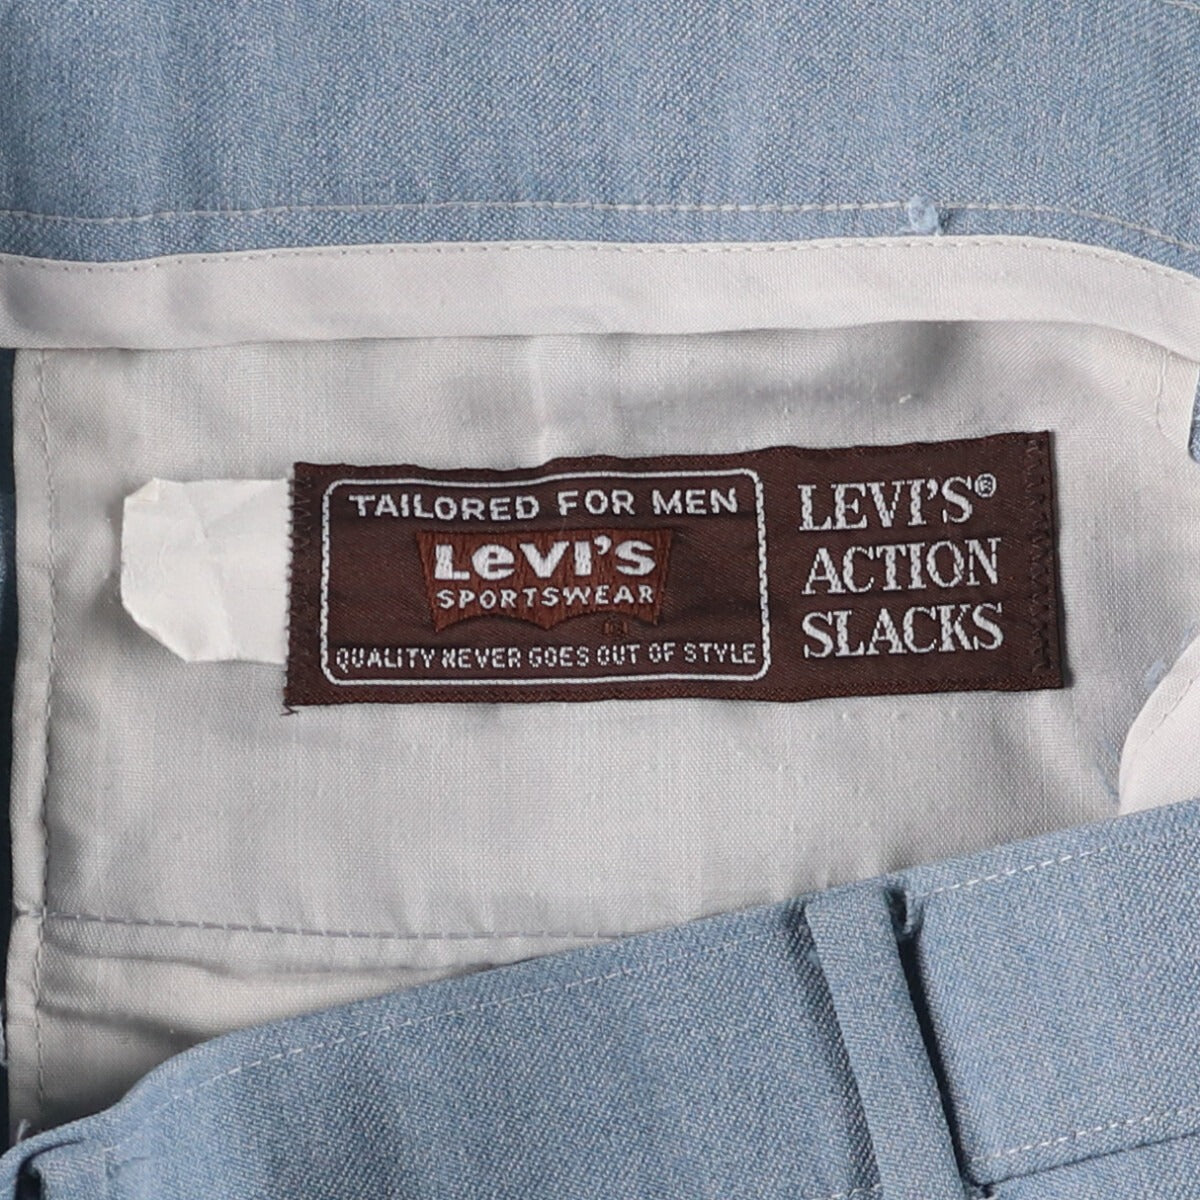 TAILORED FOR MEN
LeVI'S
SPORTSWEAR
QUALITY NEVER GOES OUT OF STYLE
LEVI'S®
ACTION
SLACKS